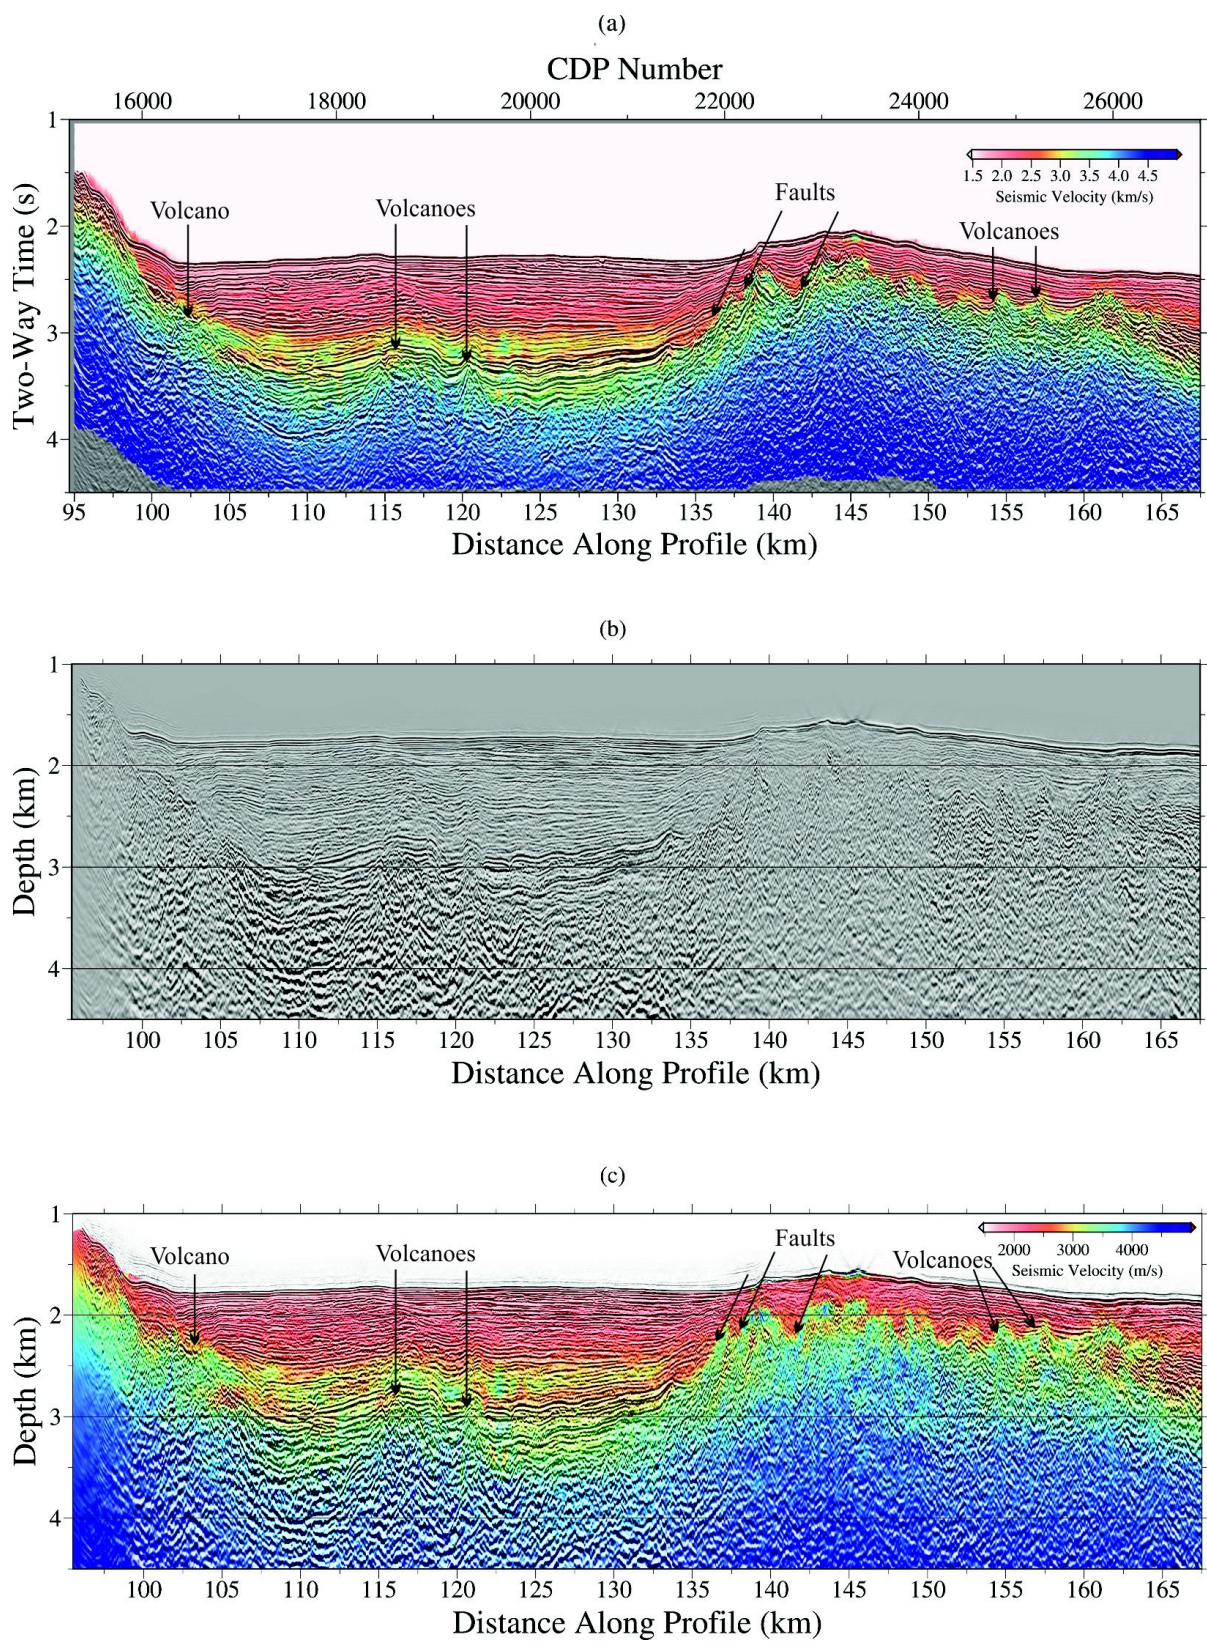 (a)
CDP Number
16000 18000 20000 22000 24000 26000
1
2
3
4
Two-Way Time (s)
1.5 2.0 2.5 3.0 3.5 4.0 4.5
Seismic Velocity (km/s)
Volcano
Volcanoes
Faults
Volcanoes
95 100 105 110 115 120 125 130 135 140 145 150 155 160 165
Distance Along Profile (km)
(b)
1
2
3
4
Depth (km)
100 105 110 115 120 125 130 135 140 145 150 155 160 165
Distance Along Profile (km)
(c)
1
2
3
4
Depth (km)
Volcano
Volcanoes
Faults
Volcanoes
2000 3000 4000
Seismic Velocity (m/s)
100 105 110 115 120 125 130 135 140 145 150 155 160 165
Distance Along Profile (km)